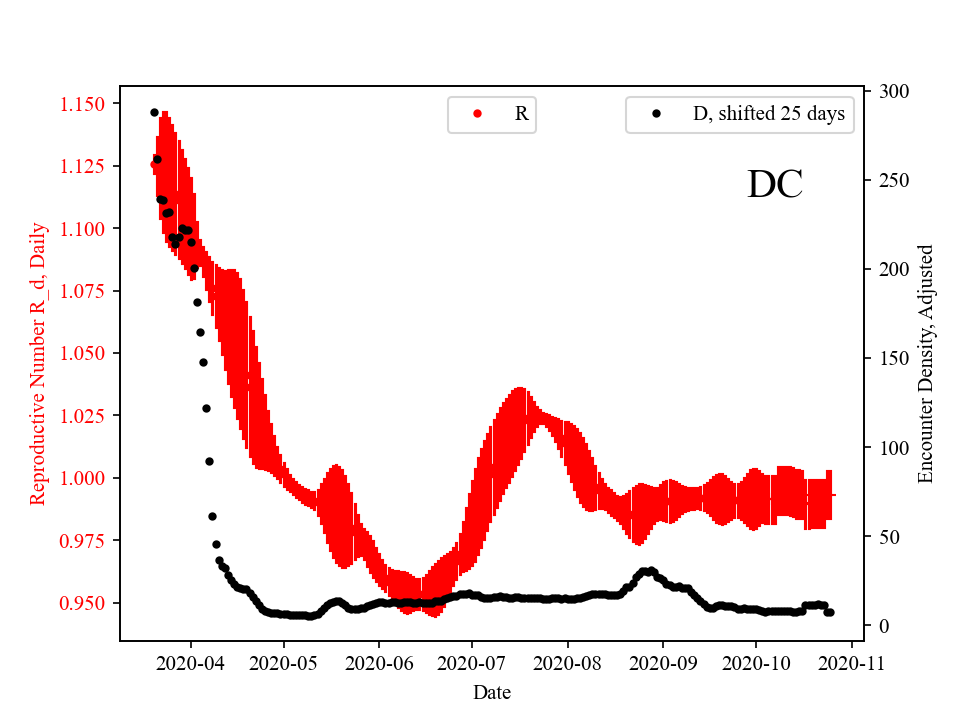 R
D, shifted 25 days
DC
1.150
1.125
1.100
1.075
1.050
1.025
1.000
0.975
0.950
Reproductive Number R_d, Daily
300
250
200
150
100
50
0
Encounter Density, Adjusted
2020-04 2020-05 2020-06 2020-07 2020-08 2020-09 2020-10 2020-11
Date